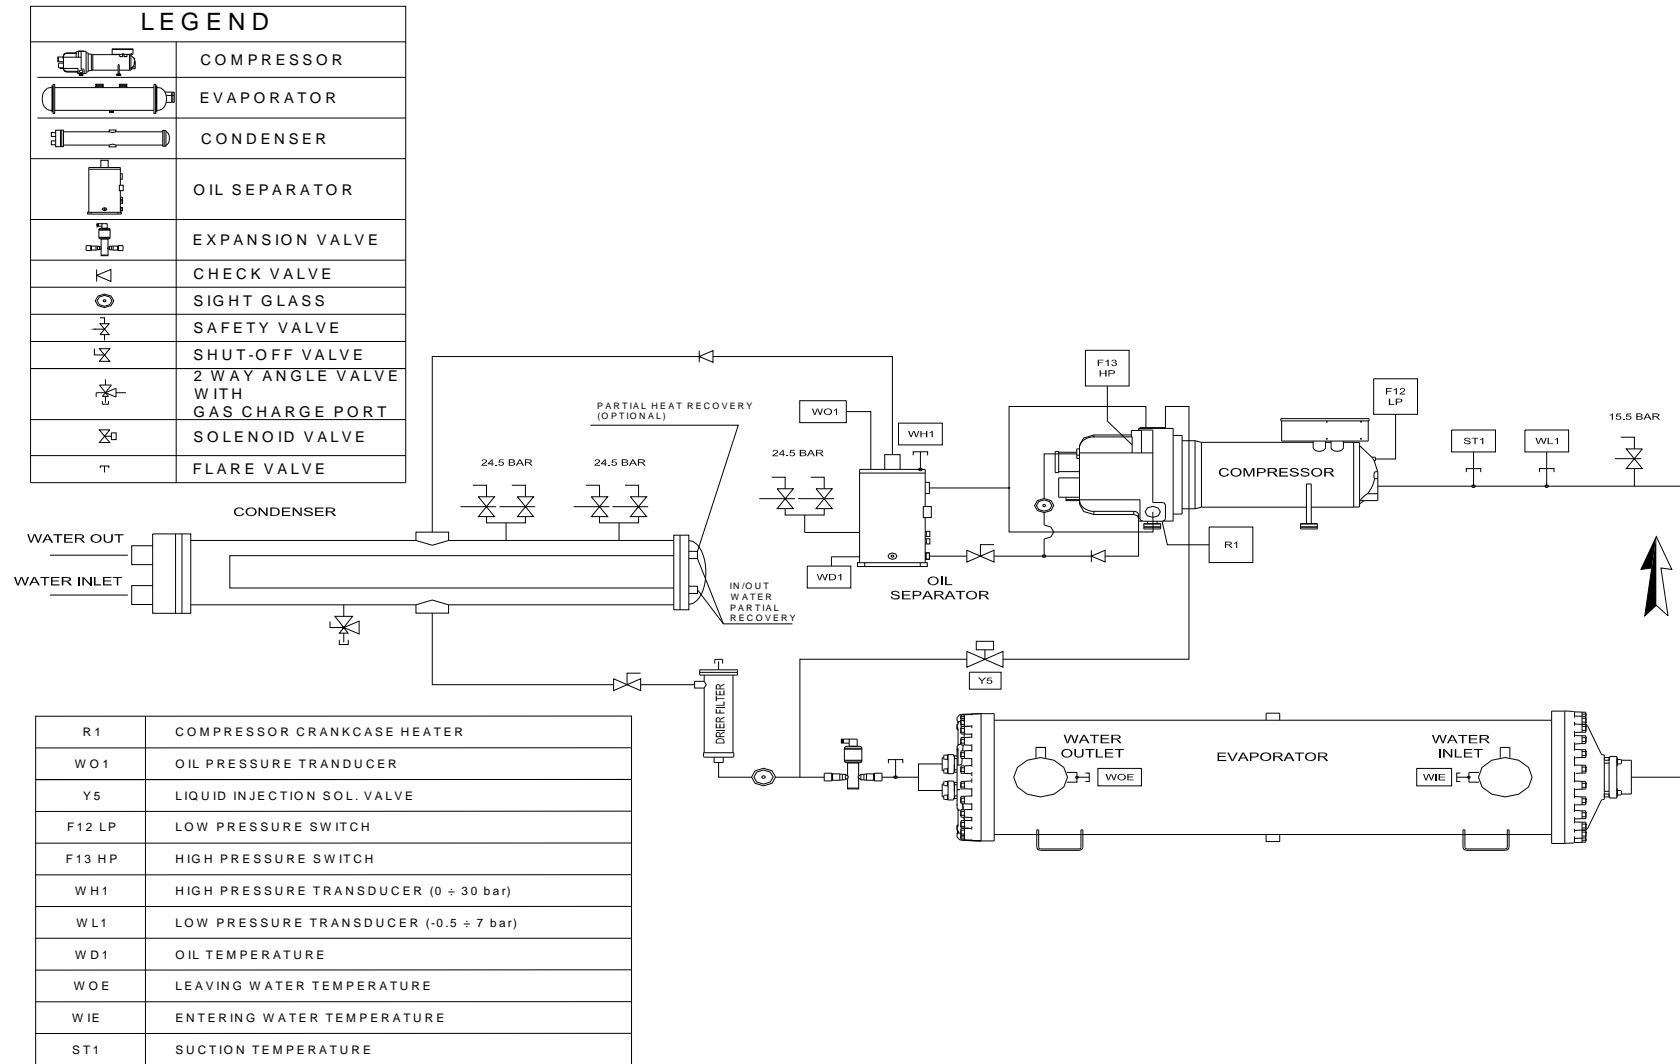 LEGEND
COMPRESSOR
EVAPORATOR
CONDENSER
OIL SEPARATOR
EXPANSION VALVE
CHECK VALVE
SIGHT GLASS
SAFETY VALVE
SHUT-OFF VALVE
2 WAY ANGLE VALVE
WITH
GAS CHARGE PORT
SOLENOID VALVE
FLARE VALVE
PARTIAL HEAT RECOVERY
(OPTIONAL)
24.5 BAR
24.5 BAR
CONDENSER
WATER OUT
WATER INLET
IN/OUT
WATER
PARTIAL
RECOVERY
WO1
WH1
24.5 BAR
WD1
OIL
SEPARATOR
F13
HP
F12
LP
COMPRESSOR
R1
ST1
WL1
15.5 BAR
Y5
DRIER FILTER
WATER
OUTLET
WOE
EVAPORATOR
WATER
INLET
WIE
R1 COMPRESSOR CRANKCASE HEATER
WO1 OIL PRESSURE TRANDUCER
Y5 LIQUID INJECTION SOL. VALVE
F12 LP LOW PRESSURE SWITCH
F13 HP HIGH PRESSURE SWITCH
WH1 HIGH PRESSURE TRANSDUCER (0 ÷ 30 bar)
WL1 LOW PRESSURE TRANSDUCER (-0.5 ÷ 7 bar)
WD1 OIL TEMPERATURE
WOE LEAVING WATER TEMPERATURE
WIE ENTERING WATER TEMPERATURE
ST1 SUCTION TEMPERATURE